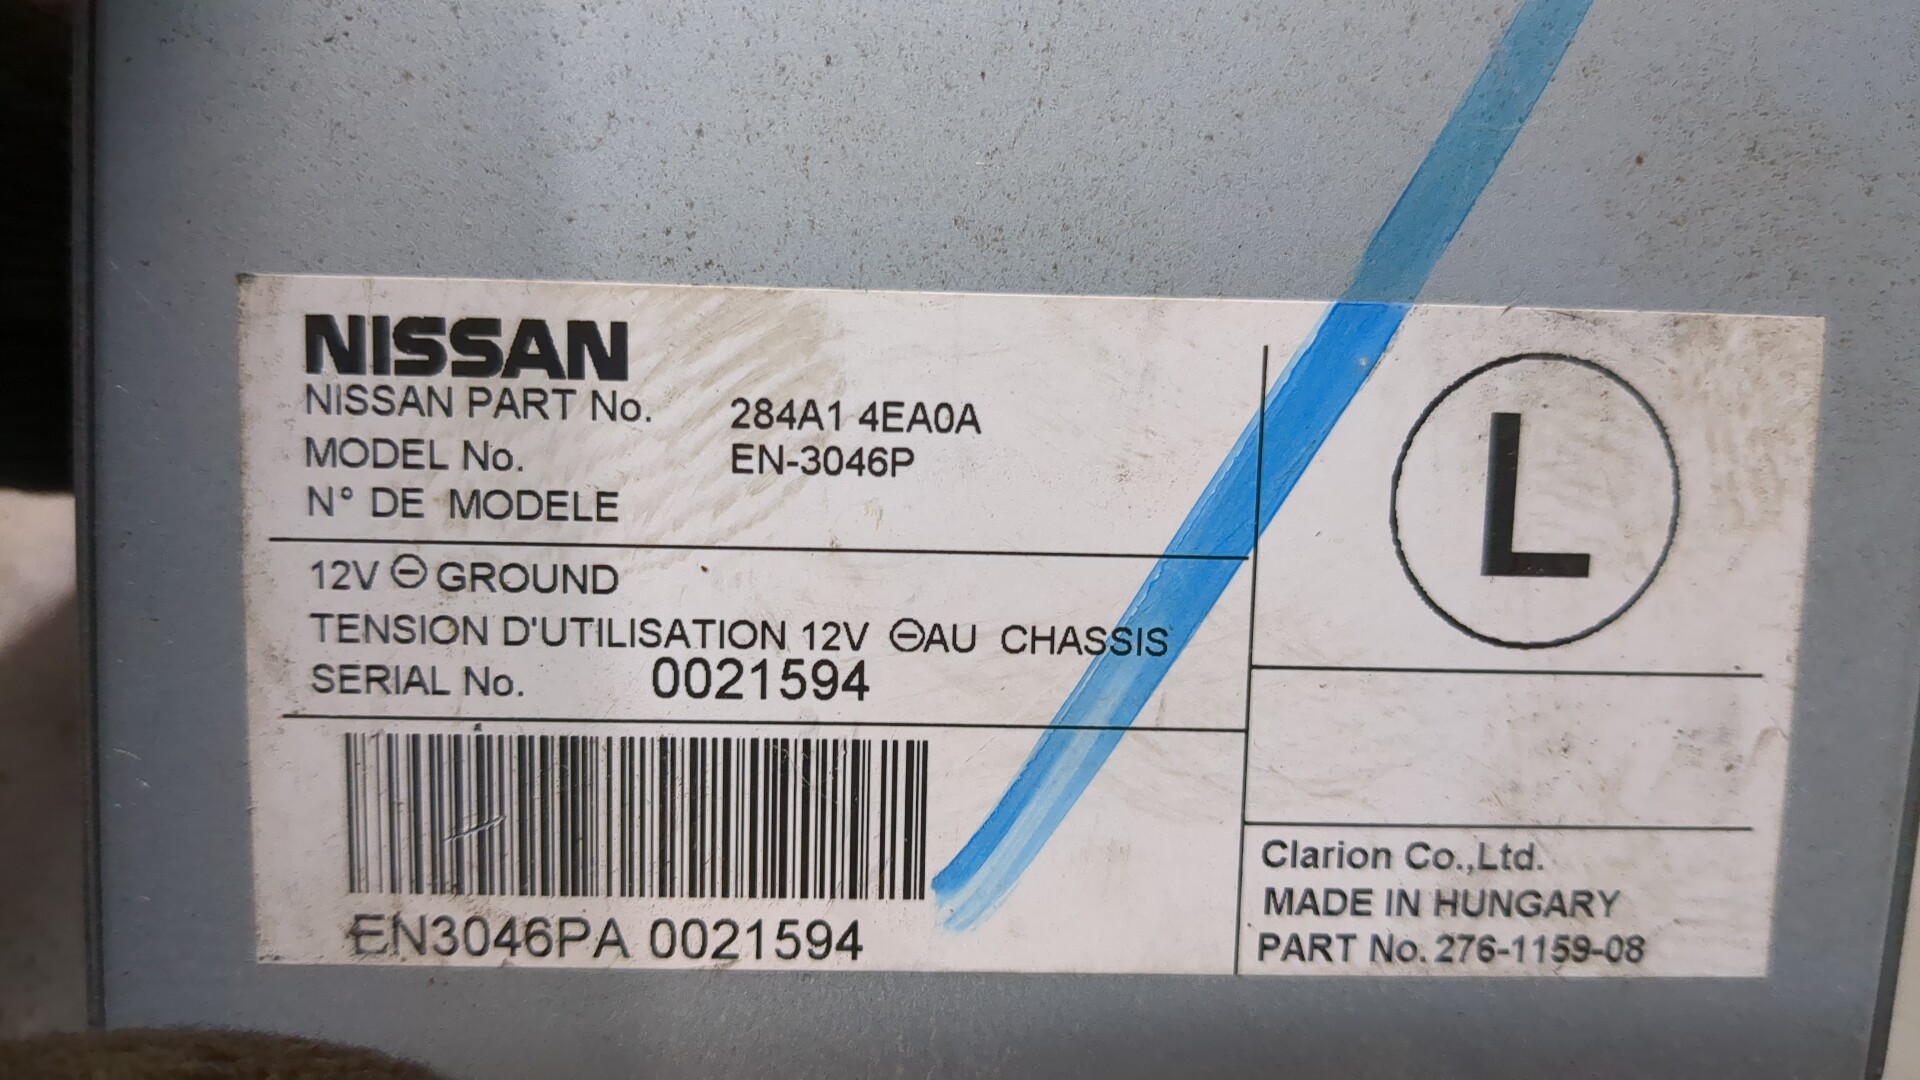 NISSAN
NISSAN PART No. 284A1 4EA0A
MODEL No. EN-3046P
N° DE MODELE
12V ⊖ GROUND
TENSION D'UTILISATION 12V ⊖AU CHASSIS
SERIAL No. 0021594
EN3046PA 0021594
L
Clarion Co.,Ltd.
MADE IN HUNGARY
PART No. 276-1159-08